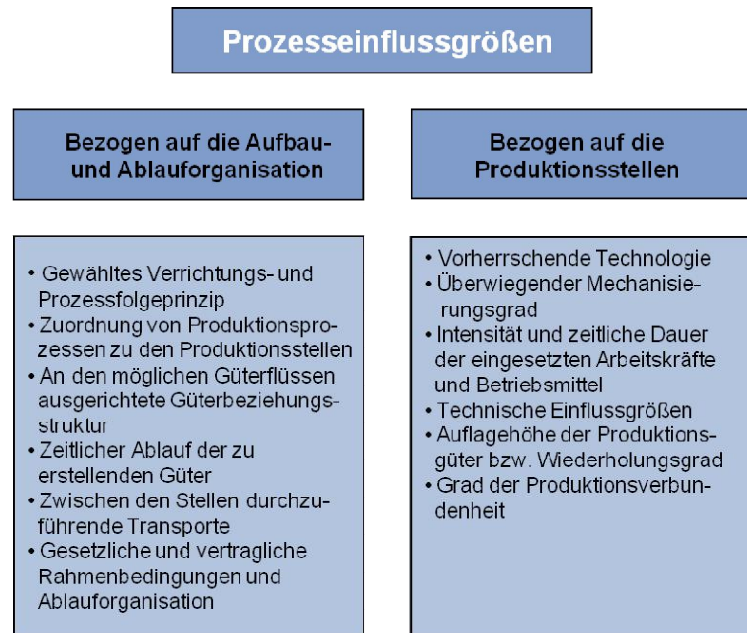 Prozesseinflussgrößen
Bezogen auf die Aufbau-
und Ablauforganisation
• Gewähltes Verrichtungs- und
Prozessfolgeprinzip
• Zuordnung von Produktionspro-
zessen zu den Produktionsstellen
• An den möglichen Güterflüssen
ausgerichtete Güterbeziehungs-
struktur
• Zeitlicher Ablauf der zu
erstellenden Güter
• Zwischen den Stellen durchzu-
führende Transporte
• Gesetzliche und vertragliche
Rahmenbedingungen und
Ablauforganisation
Bezogen auf die
Produktionsstellen
• Vorherrschende Technologie
• Überwiegender Mechanisie-
rungsgrad
• Intensität und zeitliche Dauer
der eingesetzten Arbeitskräfte
und Betriebsmittel
• Technische Einflussgrößen
• Auflagehöhe der Produktions-
güter bzw. Wiederholungsgrad
• Grad der Produktionsverbun-
denheit